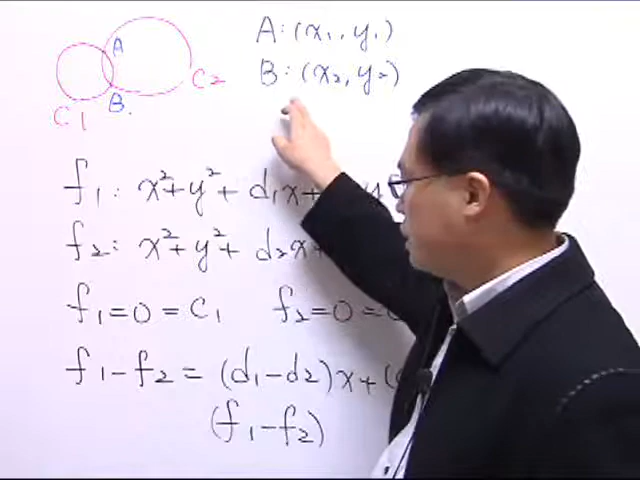 A
B.
C1
C2
A: (x₁, y₁)
B: (x₂, y₂)
f₁: x²+y²+ d₁x+ y
f₂: x²+y²+ d₂x
f₁=0=C₁ f₂=0=
f₁-f₂= (d₁-d₂)x+(
(f₁-f₂)